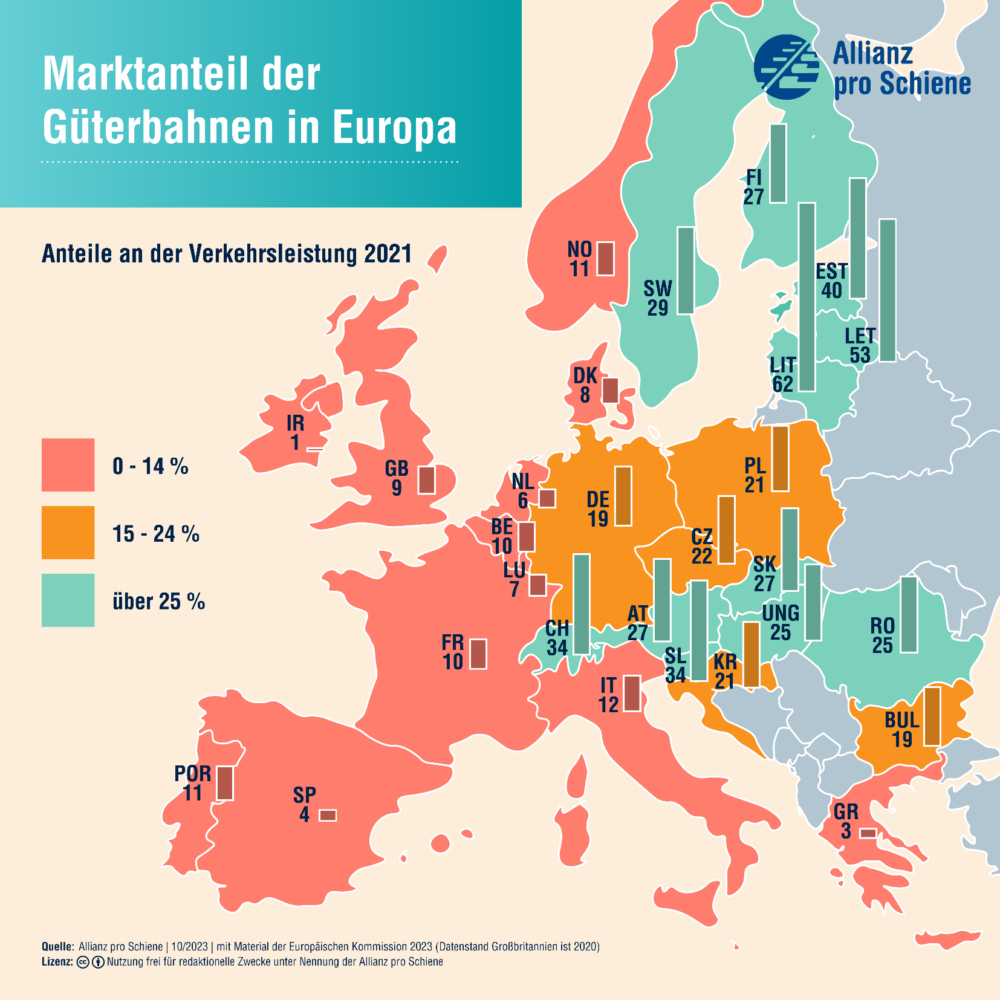 Marktanteil der
Güterbahnen in Europa
Allianz
pro Schiene
Anteile an der Verkehrsleistung 2021
0 - 14 %
15 - 24 %
über 25 %
FI
27
NO
11
SW
29
EST
40
LET
53
LIT
62
DK
8
IR
1
GB
9
NL
6
BE
10
LU
7
DE
19
PL
21
CZ
22
SK
27
UNG
25
RO
25
CH
34
AT
27
SL
34
KR
21
FR
10
IT
12
BUL
19
POR
11
SP
4
GR
3
Quelle: Allianz pro Schiene | 10/2023 | mit Material der Europäischen Kommission 2023 (Datenstand Großbritannien ist 2020)
Lizenz: cc Nutzung frei für redaktionelle Zwecke unter Nennung der Allianz pro Schiene